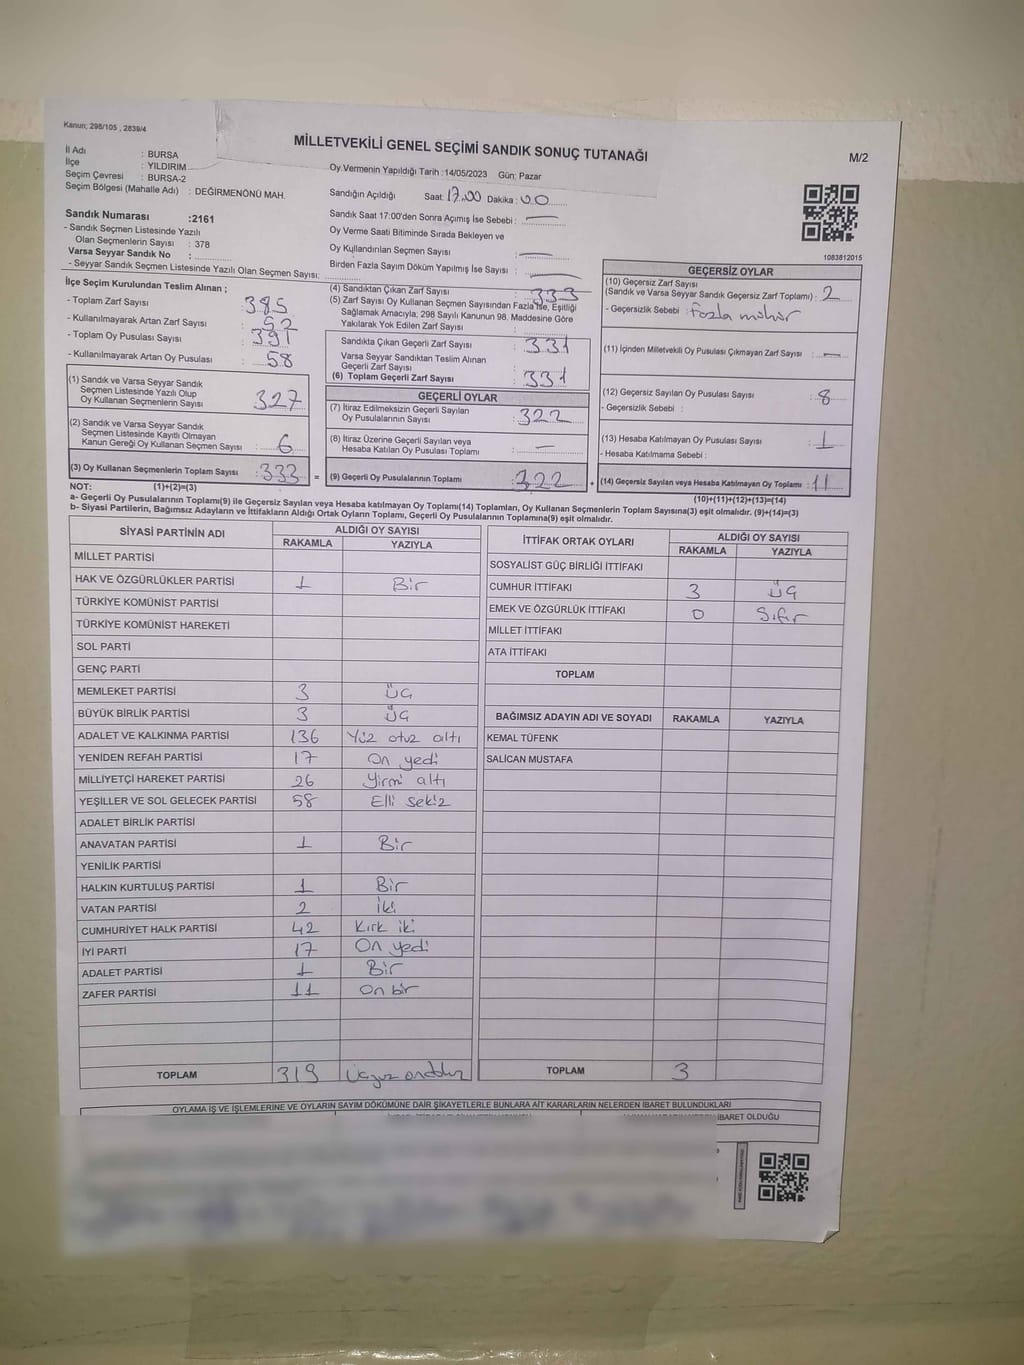 Kanun; 298/105 , 2839/4
MİLLETVEKİLİ GENEL SEÇİMİ SANDIK SONUÇ TUTANAĞI
M/2
İl Adı : BURSA
İlçe : YILDIRIM
Seçim Çevresi : BURSA-2
Seçim Bölgesi (Mahalle Adı) : DEĞİRMENÖNÜ MAH.
Sandık Numarası :2161
- Sandık Seçmen Listesinde Yazılı
Olan Seçmenlerin Sayısı : 378
Varsa Seyyar Sandık No :
- Seyyar Sandık Seçmen Listesinde Yazılı Olan Seçmen Sayısı:
Oy Vermenin Yapıldığı Tarih :14/05/2023 Gün: Pazar
Sandığın Açıldığı Saat: 17.00 Dakika: 00
Sandık Saat 17:00'den Sonra Açımış İse Sebebi : —
Oy Verme Saati Bitiminde Sırada Bekleyen ve
Oy Kullandırılan Seçmen Sayısı : —
Birden Fazla Sayım Döküm Yapılmış İse Sayısı : —
1083812015
İlçe Seçim Kurulundan Teslim Alınan ;
- Toplam Zarf Sayısı : 385
- Kullanılmayarak Artan Zarf Sayısı : 52
- Toplam Oy Pusulası Sayısı : 391
- Kullanılmayarak Artan Oy Pusulası : 58
(1) Sandık ve Varsa Seyyar Sandık
Seçmen Listesinde Yazılı Olup
Oy Kullanan Seçmenlerin Sayısı : 327
(2) Sandık ve Varsa Seyyar Sandık
Seçmen Listesinde Kayıtlı Olmayan
Kanun Gereği Oy Kullanan Seçmen Sayısı : 6
(3) Oy Kullanan Seçmenlerin Toplam Sayısı : 333 =
(4) Sandıktan Çıkan Zarf Sayısı : 333
(5) Zarf Sayısı Oy Kullanan Seçmen Sayısından Fazla İse, Eşitliği
Sağlamak Amacıyla, 298 Sayılı Kanunun 98. Maddesine Göre
Yakılarak Yok Edilen Zarf Sayısı :
Sandıkta Çıkan Geçerli Zarf Sayısı : 331
Varsa Seyyar Sandıktan Teslim Alınan
Geçerli Zarf Sayısı :
(6) Toplam Geçerli Zarf Sayısı : 331
GEÇERLİ OYLAR
(7) İtiraz Edilmeksizin Geçerli Sayılan
Oy Pusulalarının Sayısı : 322
(8) İtiraz Üzerine Geçerli Sayılan veya
Hesaba Katılan Oy Pusulası Toplamı : —
(9) Geçerli Oy Pusulalarının Toplamı : 322 +
GEÇERSİZ OYLAR
(10) Geçersiz Zarf Sayısı
(Sandık ve Varsa Seyyar Sandık Geçersiz Zarf Toplamı) : 2
- Geçersizlik Sebebi : fazla mühür
(11) İçinden Milletvekili Oy Pusulası Çıkmayan Zarf Sayısı : —
(12) Geçersiz Sayılan Oy Pusulası Sayısı : 8
- Geçersizlik Sebebi :
(13) Hesaba Katılmayan Oy Pusulası Sayısı : 1
- Hesaba Katılmama Sebebi :
(14) Geçersiz Sayılan veya Hesaba Katılmayan Oy Toplamı : 11
NOT: (1)+(2)=(3) (10)+(11)+(12)+(13)=(14)
a- Geçerli Oy Pusulalarının Toplamı(9) ile Geçersiz Sayılan veya Hesaba katılmayan Oy Toplamı(14) Toplamları, Oy Kullanan Seçmenlerin Toplam Sayısına(3) eşit olmalıdır. (9)+(14)=(3)
b- Siyasi Partilerin, Bağımsız Adayların ve İttifakların Aldığı Ortak Oyların Toplamı, Geçerli Oy Pusulalarının Toplamına(9) eşit olmalıdır.
SİYASİ PARTİNİN ADI ALDIĞI OY SAYISI
RAKAMLA YAZIYLA
MİLLET PARTİSİ
HAK VE ÖZGÜRLÜKLER PARTİSİ 1 Bir
TÜRKİYE KOMÜNİST PARTİSİ
TÜRKİYE KOMÜNİST HAREKETİ
SOL PARTİ
GENÇ PARTİ
MEMLEKET PARTİSİ 3 Üç
BÜYÜK BİRLİK PARTİSİ 3 Üç
ADALET VE KALKINMA PARTİSİ 136 Yüz otuz altı
YENİDEN REFAH PARTİSİ 17 On yedi
MİLLİYETÇİ HAREKET PARTİSİ 26 Yirmi altı
YEŞİLLER VE SOL GELECEK PARTİSİ 58 Elli sekiz
ADALET BİRLİK PARTİSİ
ANAVATAN PARTİSİ 1 Bir
YENİLİK PARTİSİ
HALKIN KURTULUŞ PARTİSİ 1 Bir
VATAN PARTİSİ 2 iki
CUMHURİYET HALK PARTİSİ 42 Kırk iki
İYİ PARTİ 17 On yedi
ADALET PARTİSİ 1 Bir
ZAFER PARTİSİ 11 On bir
TOPLAM 319
İTTİFAK ORTAK OYLARI ALDIĞI OY SAYISI
RAKAMLA YAZIYLA
SOSYALİST GÜÇ BİRLİĞİ İTTİFAKI
CUMHUR İTTİFAKI 3 Üç
EMEK VE ÖZGÜRLÜK İTTİFAKI 0 Sıfır
MİLLET İTTİFAKI
ATA İTTİFAKI
TOPLAM
BAĞIMSIZ ADAYIN ADI VE SOYADI RAKAMLA YAZIYLA
KEMAL TÜFENK
SALİCAN MUSTAFA
TOPLAM 3
OYLAMA İŞ VE İŞLEMLERİNE VE OYLARIN SAYIM DÖKÜMÜNE DAİR ŞİKAYETLERLE BUNLARA AİT KARARLARIN NELERDEN İBARET BULUNDUKLARI
İBARET OLDUĞU